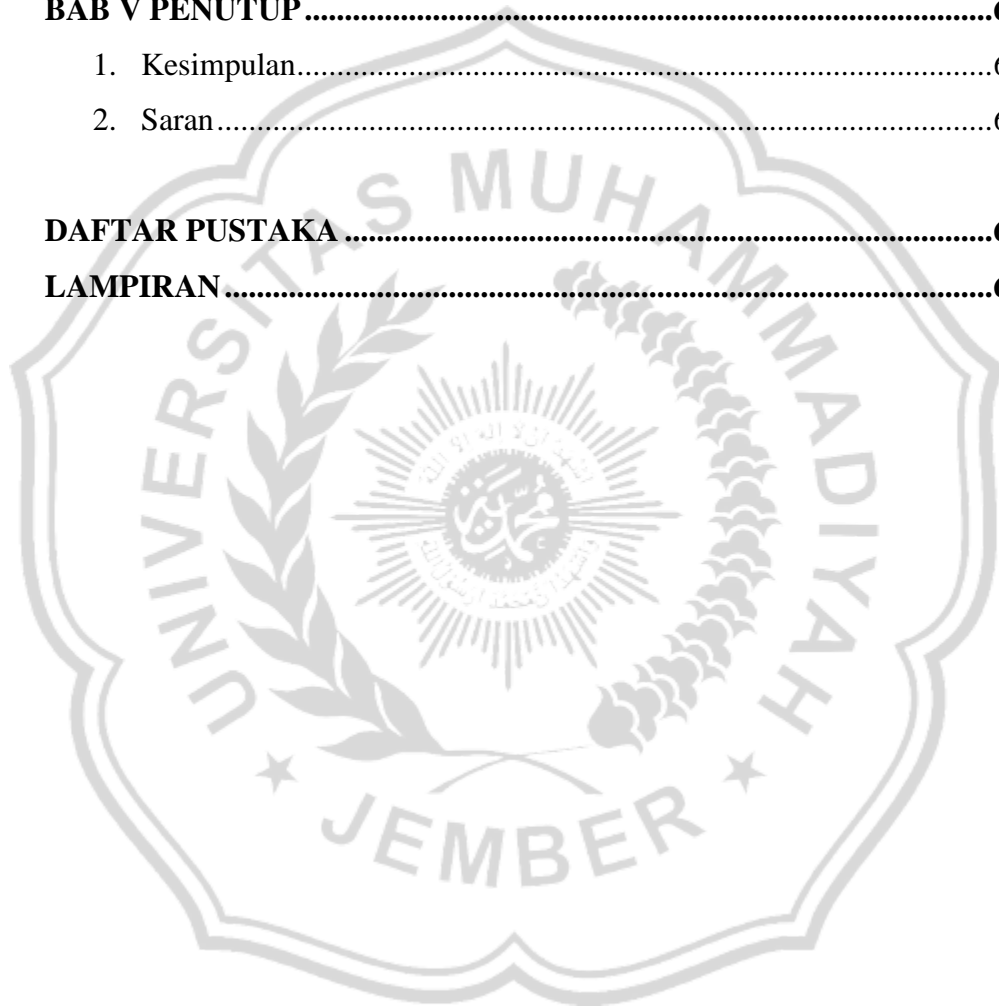 BAB V PENUTUP
1. Kesimpulan
2. Saran
DAFTAR PUSTAKA
LAMPIRAN
UNIVERSITAS MUHAMMADIYAH
JEMBER